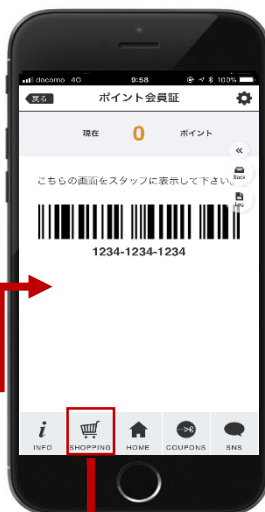 docomo 4G 9:58 100%
戻る ポイント会員証
現在 0 ポイント
«
Back
こちらの画面をスタッフに表示して下さい。
Log
1234-1234-1234
INFO SHOPPING HOME COUPONS SNS